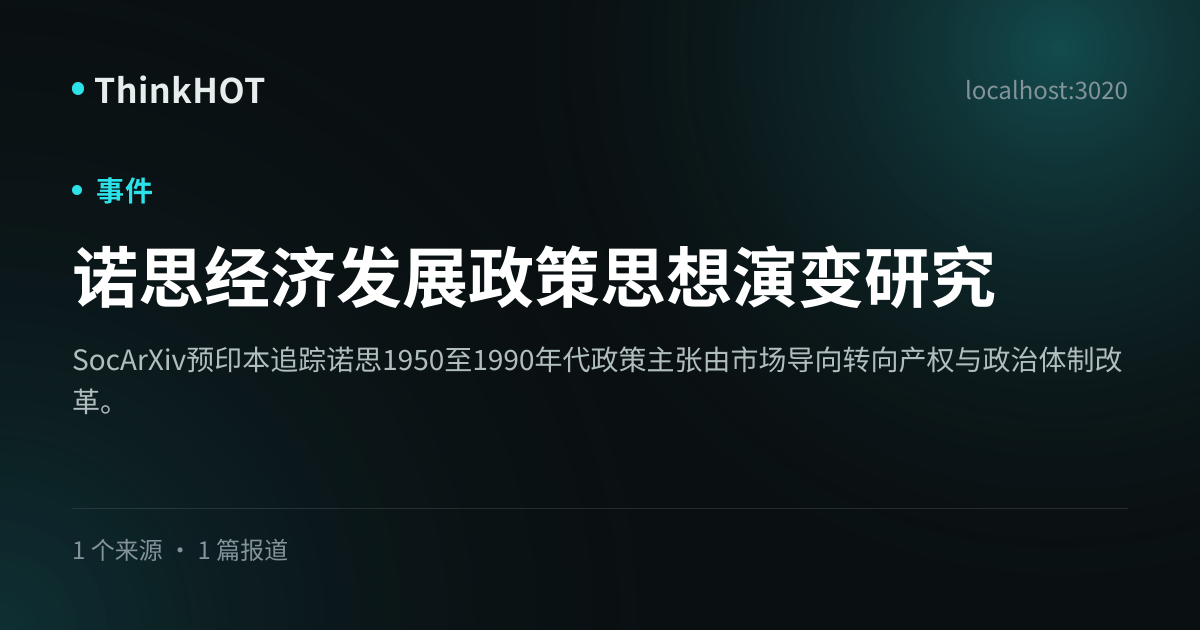 ThinkHOT
localhost:3020
事件
诺思经济发展政策思想演变研究
SocArXiv预印本追踪诺思1950至1990年代政策主张由市场导向转向产权与政治体制改
革。
1 个来源 · 1 篇报道